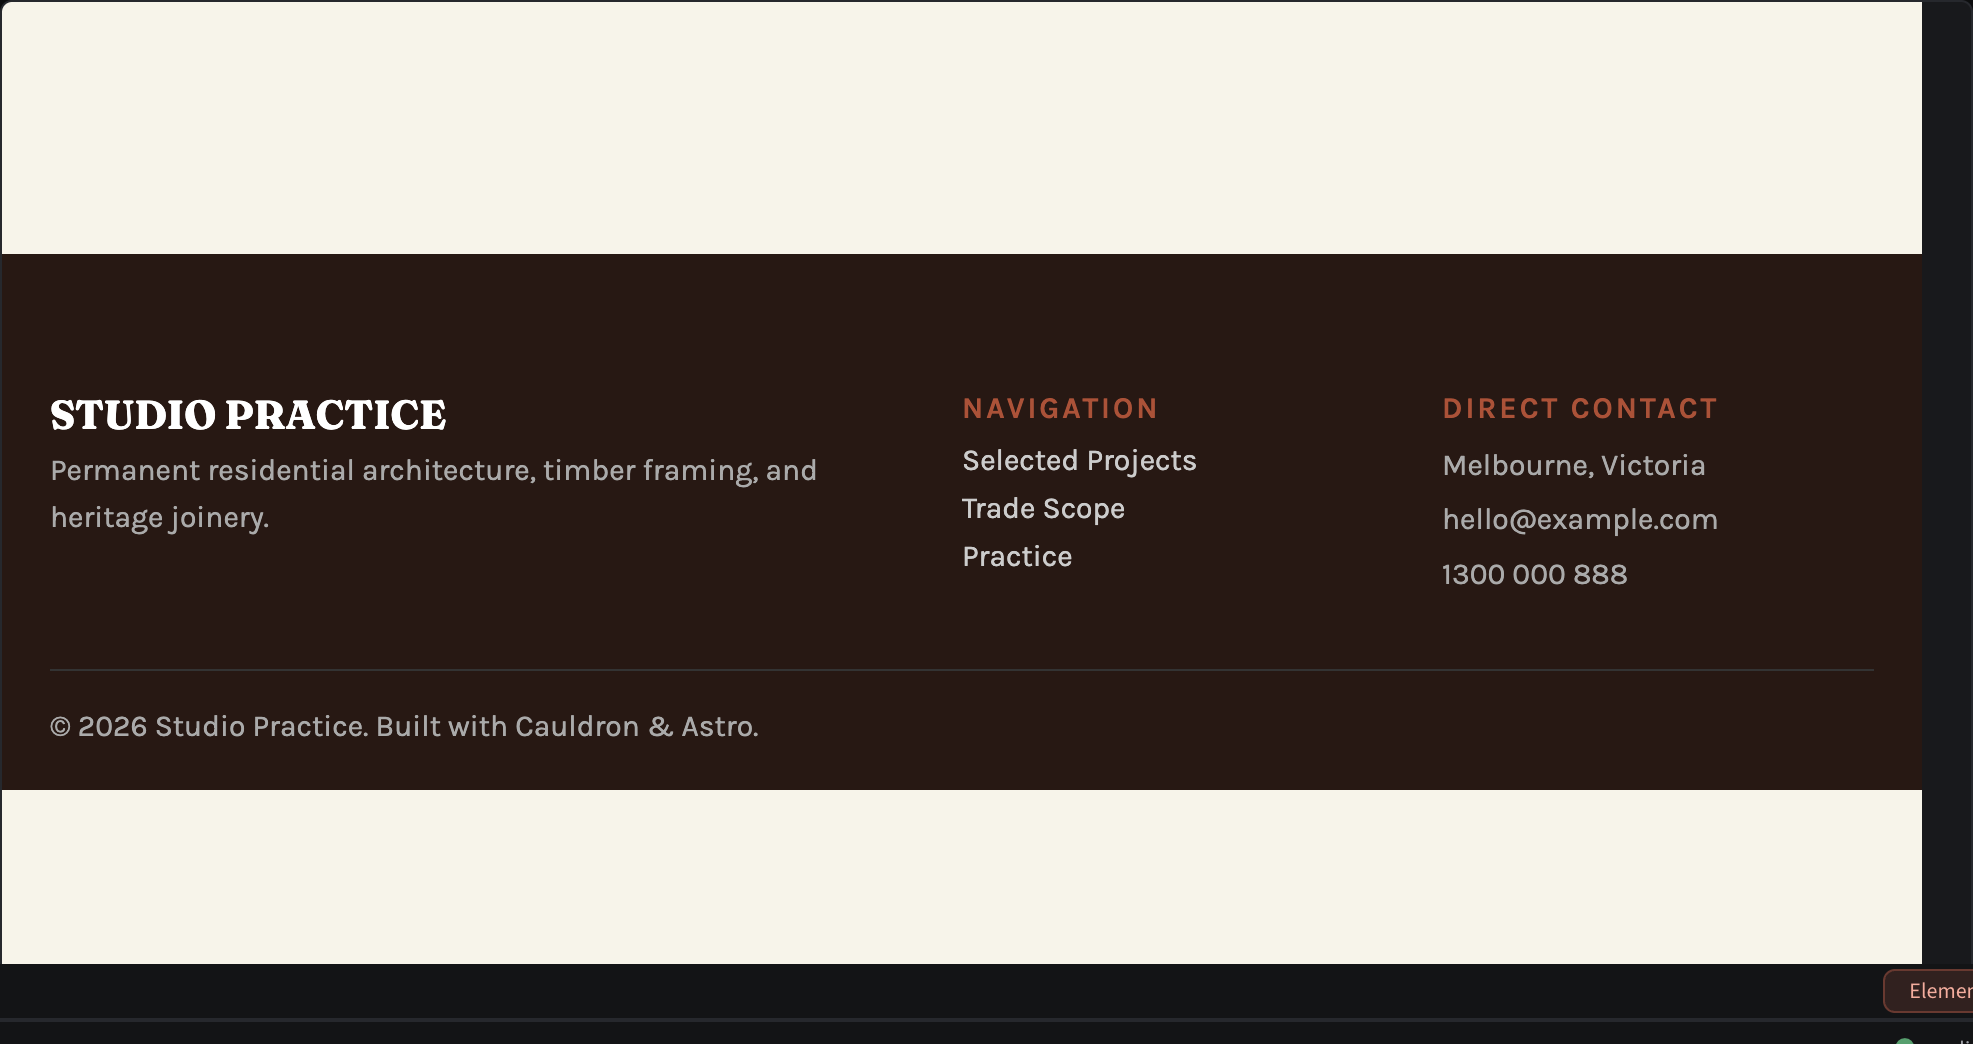 STUDIO PRACTICE
Permanent residential architecture, timber framing, and
heritage joinery.
NAVIGATION
Selected Projects
Trade Scope
Practice
DIRECT CONTACT
Melbourne, Victoria
hello@example.com
1300 000 888
© 2026 Studio Practice. Built with Cauldron & Astro.